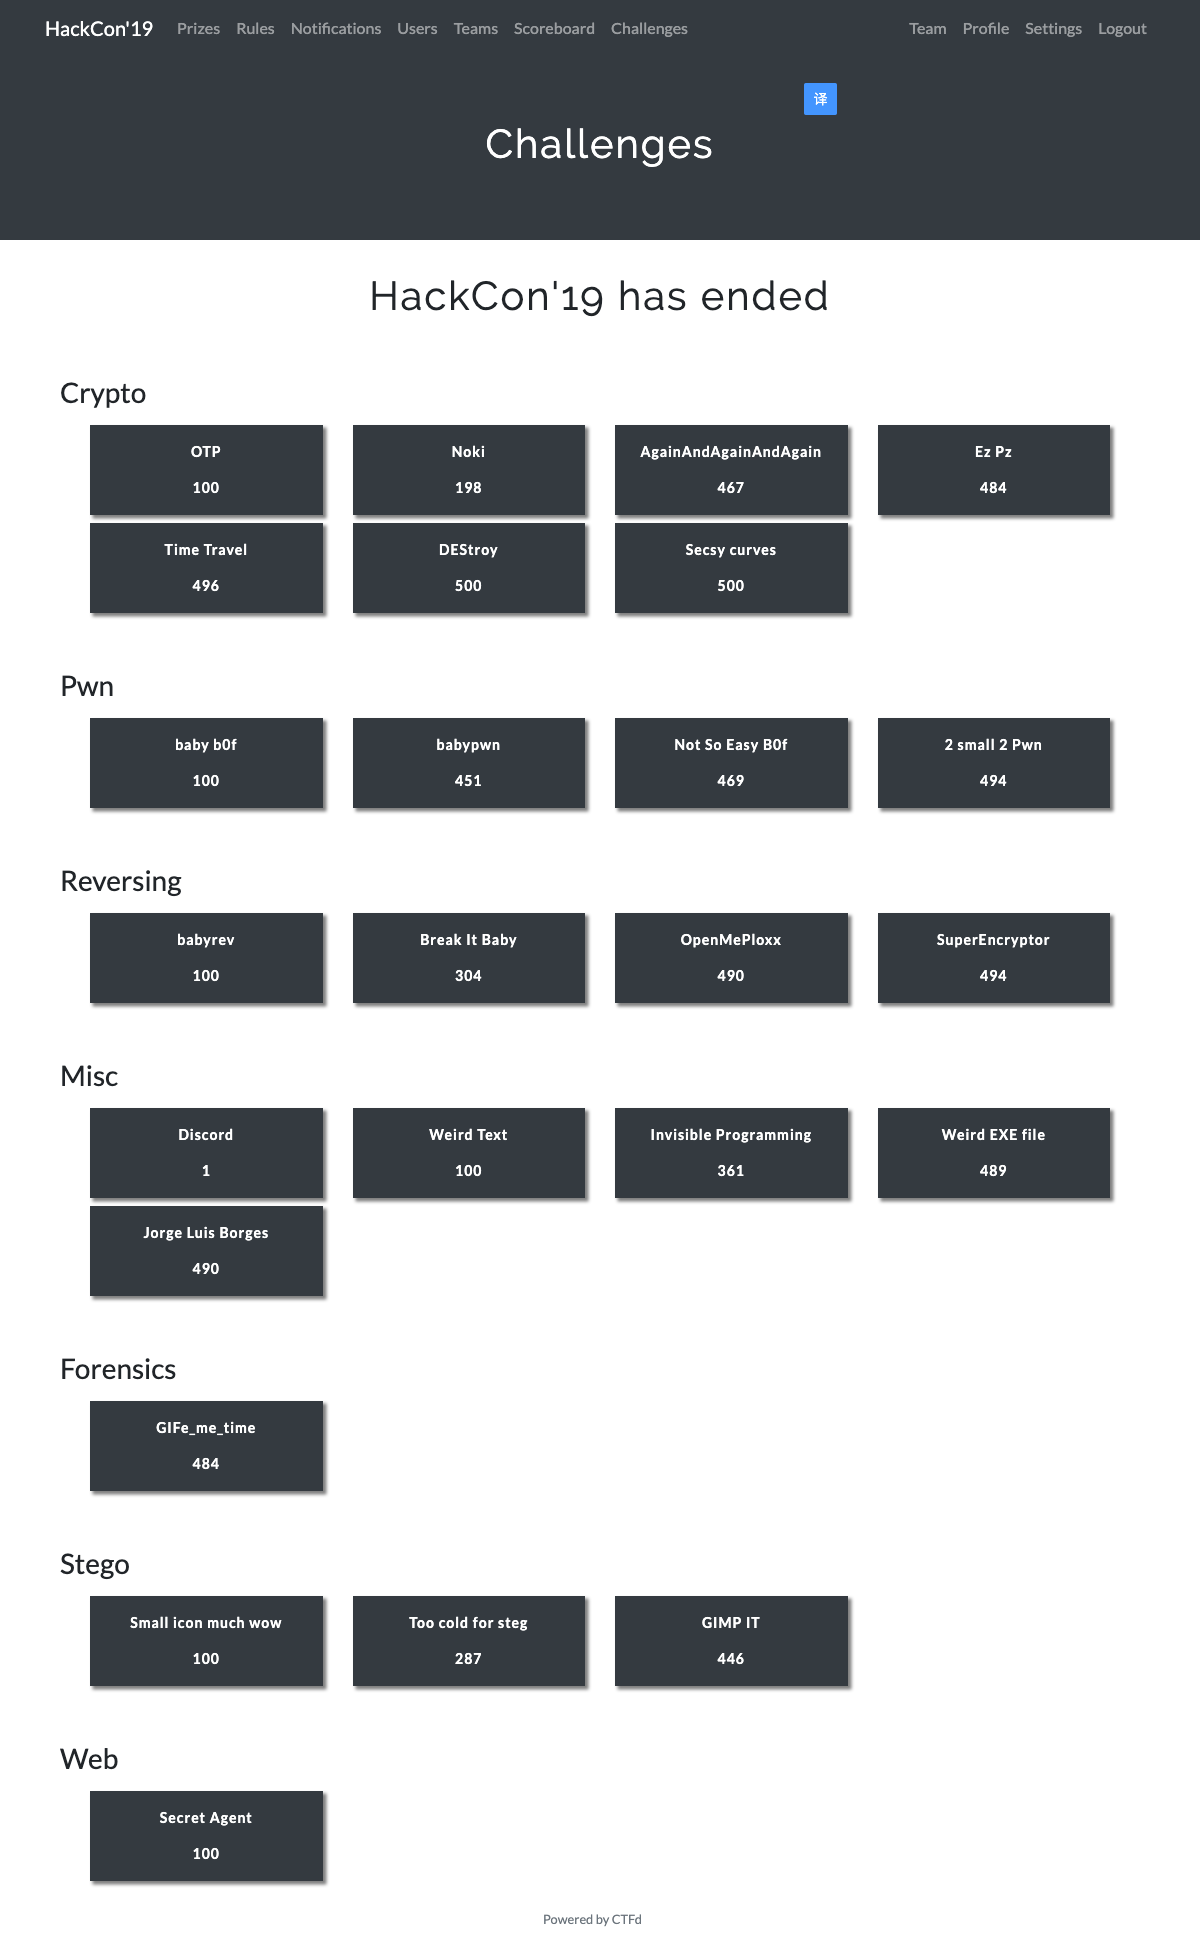 HackCon'19 Prizes Rules Notifications Users Teams Scoreboard Challenges Team Profile Settings Logout
译
Challenges
HackCon'19 has ended
Crypto
OTP Noki AgainAndAgainAndAgain Ez Pz
100 198 467 484
Time Travel DEStroy Secsy curves
496 500 500
Pwn
baby b0f babypwn Not So Easy B0f 2 small 2 Pwn
100 451 469 494
Reversing
babyrev Break It Baby OpenMePloxx SuperEncryptor
100 304 490 494
Misc
Discord Weird Text Invisible Programming Weird EXE file
1 100 361 489
Jorge Luis Borges
490
Forensics
GIFe_me_time
484
Stego
Small icon much wow Too cold for steg GIMP IT
100 287 446
Web
Secret Agent
100
Powered by CTFd